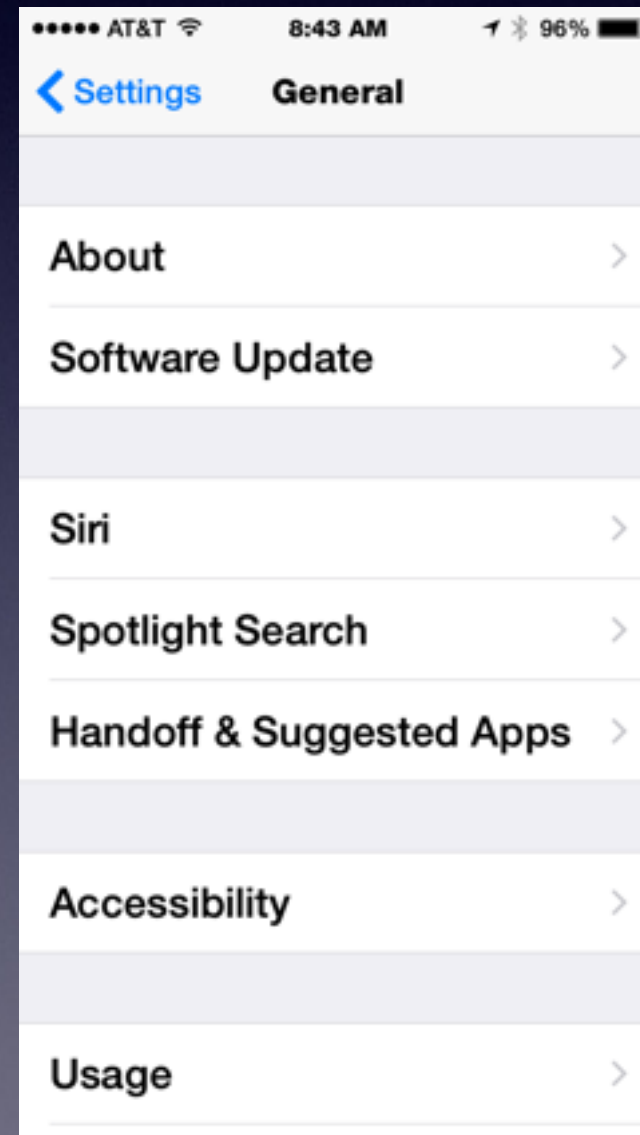 AT&T 8:43 AM 96%
Settings General
About
Software Update
Siri
Spotlight Search
Handoff & Suggested Apps
Accessibility
Usage